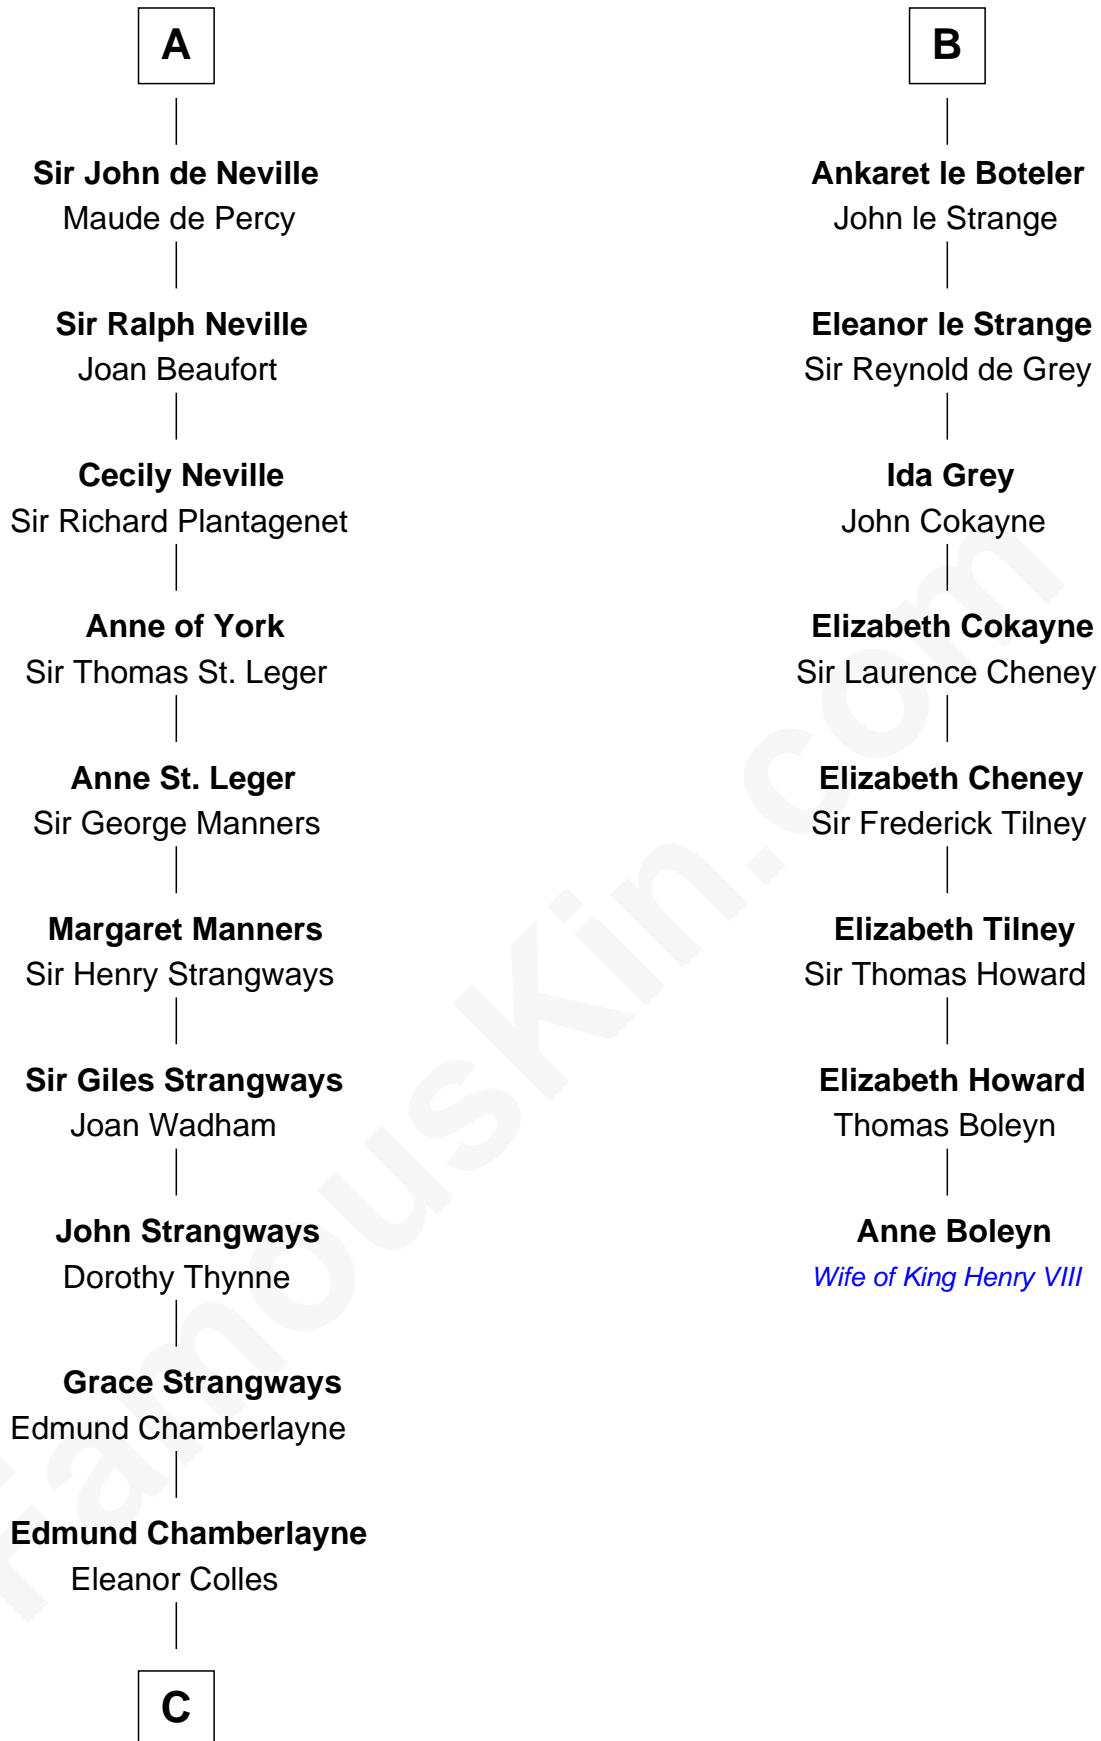 A
Sir John de Neville
Maude de Percy
Sir Ralph Neville
Joan Beaufort
Cecily Neville
Sir Richard Plantagenet
Anne of York
Sir Thomas St. Leger
Anne St. Leger
Sir George Manners
Margaret Manners
Sir Henry Strangways
Sir Giles Strangways
Joan Wadham
John Strangways
Dorothy Thynne
Grace Strangways
Edmund Chamberlayne
Edmund Chamberlayne
Eleanor Colles
C
B
Ankaret le Boteler
John le Strange
Eleanor le Strange
Sir Reynold de Grey
Ida Grey
John Cokayne
Elizabeth Cokayne
Sir Laurence Cheney
Elizabeth Cheney
Sir Frederick Tilney
Elizabeth Tilney
Sir Thomas Howard
Elizabeth Howard
Thomas Boleyn
Anne Boleyn
Wife of King Henry VIII
FamousKin.com